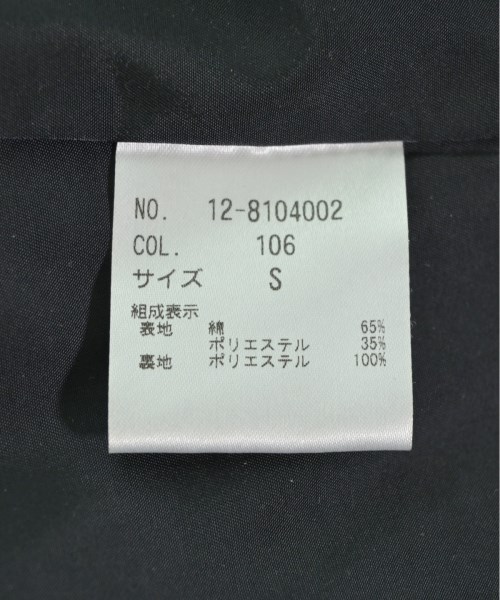 NO. 12-8104002
COL. 106
サイズ S
組成表示
表地 綿 65%
ポリエステル 35%
裏地 ポリエステル 100%